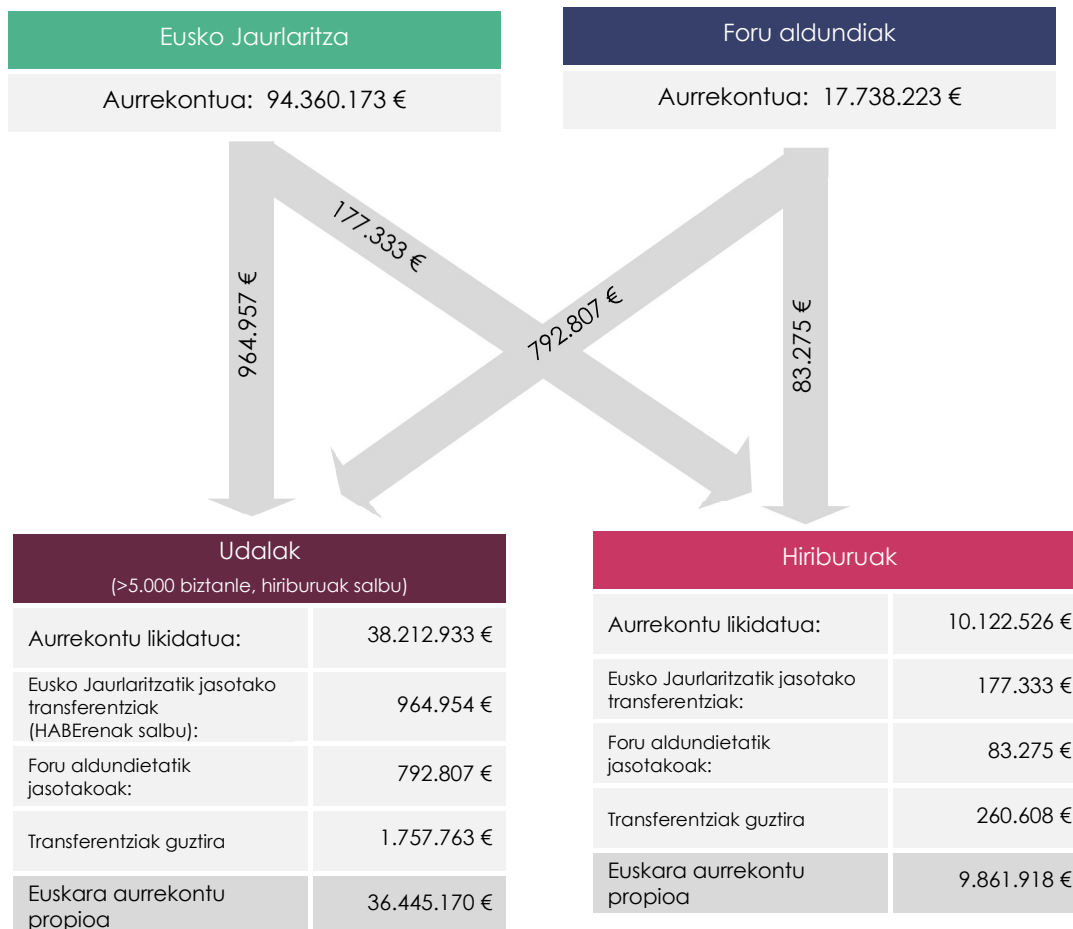 Eusko Jaurlaritza
Aurrekontua: 94.360.173 €
Foru aldundiak
Aurrekontua: 17.738.223 €
964.957 €
177.333 €
792.807 €
83.275 €
Udalak
(>5.000 biztanle, hiriburuak salbu)
Aurrekontu likidatua:
38.212.933 €
Eusko Jaurlaritzatik jasotako
transferentziak
(HABErenak salbu):
964.954 €
Foru aldundietatik
jasotakoak:
792.807 €
Transferentziak guztira
1.757.763 €
Euskara aurrekontu
propioa
36.445.170 €
Hiriburuak
Aurrekontu likidatua:
10.122.526 €
Eusko Jaurlaritzatik jasotako
transferentziak:
177.333 €
Foru aldundietatik
jasotakoak:
83.275 €
Transferentziak guztira
260.608 €
Euskara aurrekontu
propioa
9.861.918 €